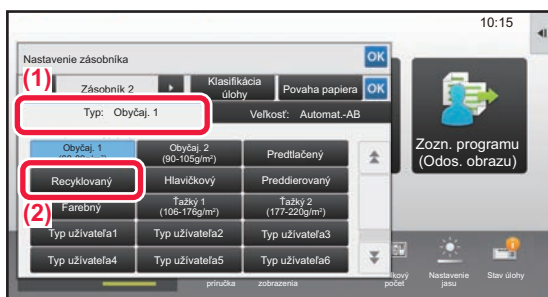 10:15
Nastavenie zásobníka
OK
(1)
Zásobník 2
Klasifikácia
úlohy
Povaha papiera
OK
Typ: Obyčaj. 1
Veľkosť: Automat.-AB
Obyčaj. 1
Obyčaj. 2
(90-105g/m²)
Predtlačený
Recyklovaný
Hlavičkový
Preddierovaný
(2)
Farebný
Ťažký 1
(106-176g/m²)
Ťažký 2
(177-220g/m²)
Typ užívateľa1
Typ užívateľa2
Typ užívateľa3
Typ užívateľa4
Typ užívateľa5
Typ užívateľa6
Zozn. programu
(Odos. obrazu)
príručka
zobrazenia
počet
Nastavenie
jasu
Stav úlohy